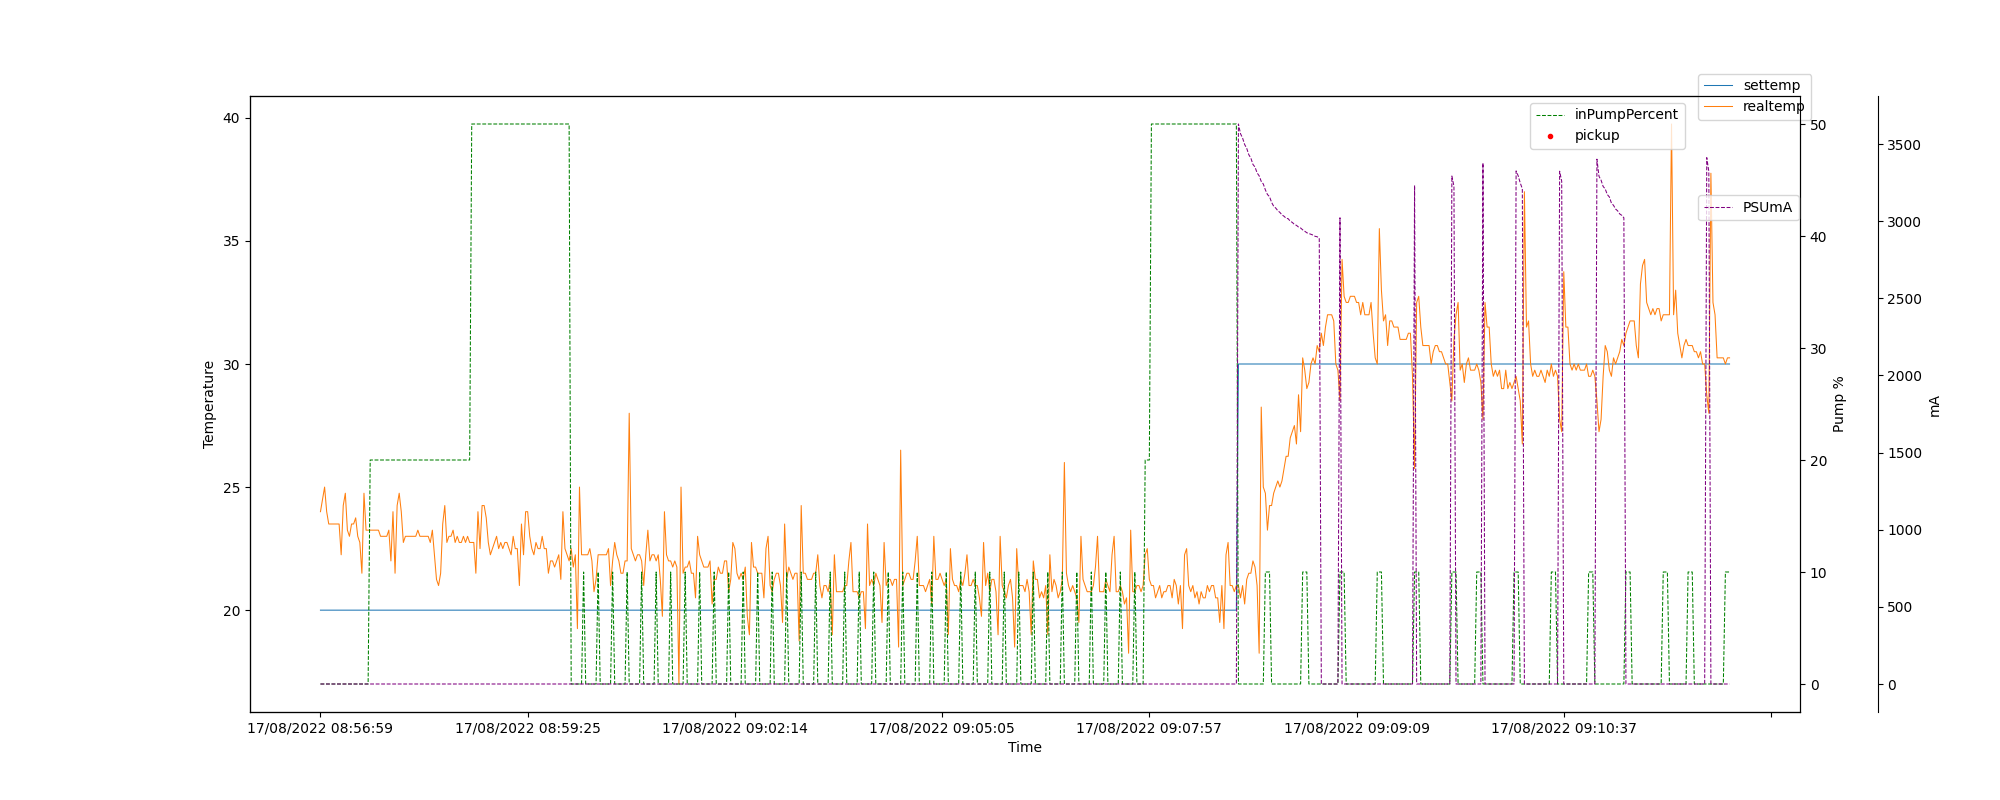 settemp
realtemp
inPumpPercent
pickup
PSUmA
40
35
30
25
20
Temperature
50
40
30
20
10
0
Pump %
3500
3000
2500
2000
1500
1000
500
0
mA
17/08/2022 08:56:59
17/08/2022 08:59:25
17/08/2022 09:02:14
17/08/2022 09:05:05
17/08/2022 09:07:57
17/08/2022 09:09:09
17/08/2022 09:10:37
Time